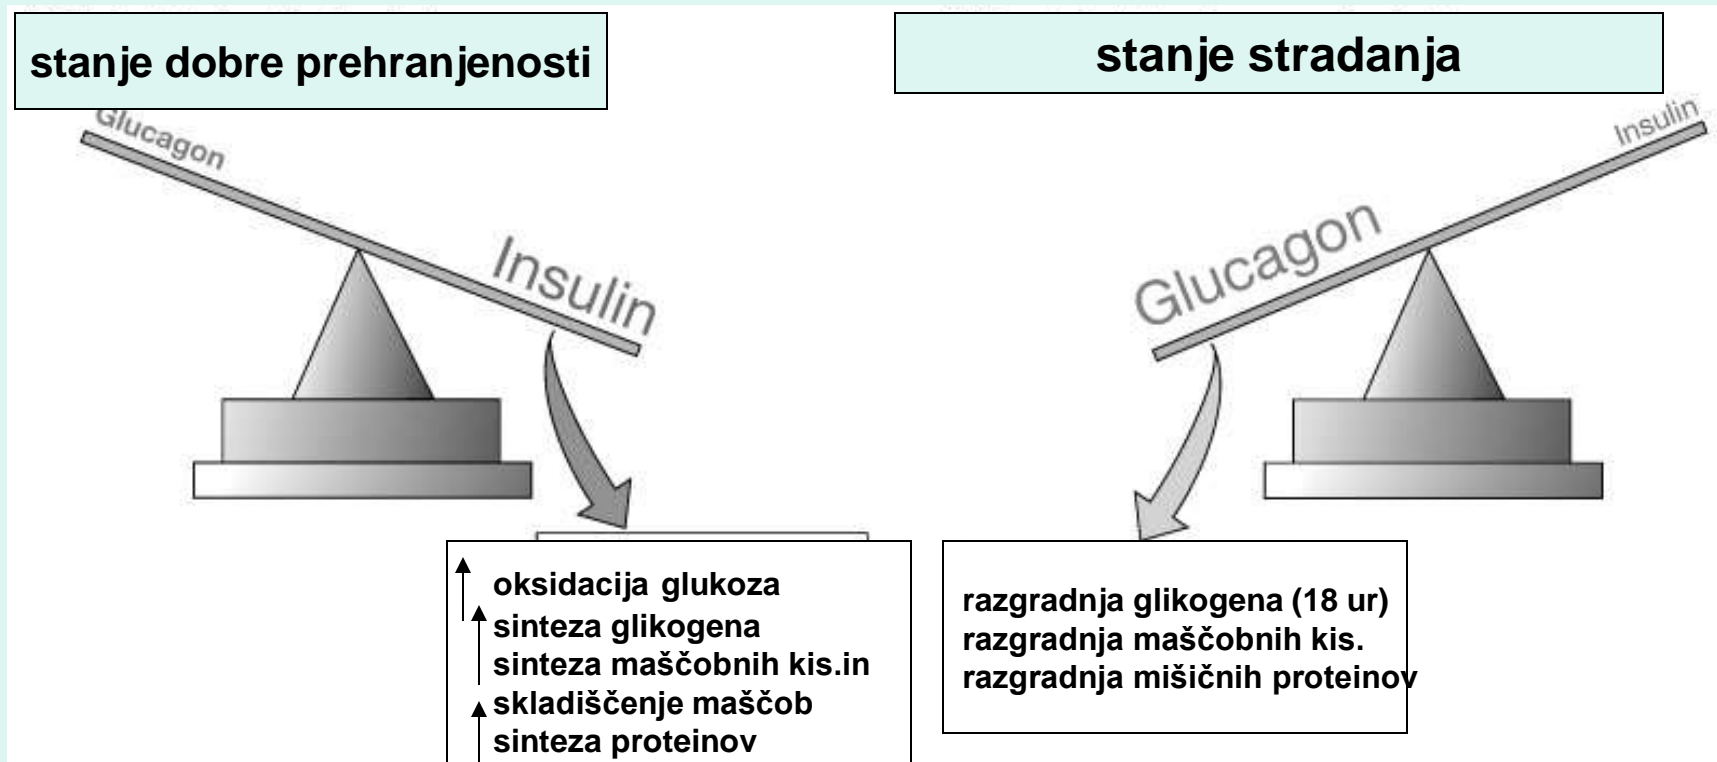 stanje dobre prehranjenosti
Glucagon
Insulin
oksidacija glukoza
sinteza glikogena
sinteza maščobnih kis.in
skladiščenje maščob
sinteza proteinov
stanje stradanja
Insulin
Glucagon
razgradnja glikogena (18 ur)
razgradnja maščobnih kis.
razgradnja mišičnih proteinov